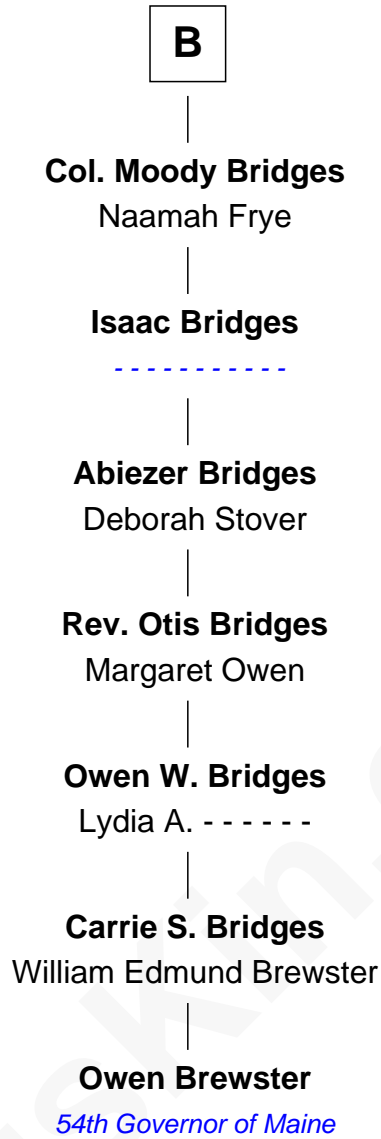 B
Col. Moody Bridges
Naamah Frye
Isaac Bridges
- - - - - - - - - - -
Abiezer Bridges
Deborah Stover
Rev. Otis Bridges
Margaret Owen
Owen W. Bridges
Lydia A. - - - - - -
Carrie S. Bridges
William Edmund Brewster
Owen Brewster
54th Governor of Maine